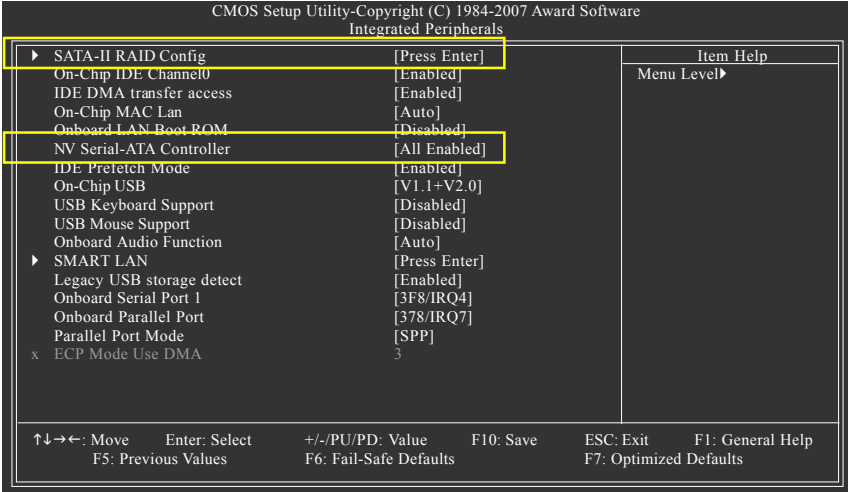 CMOS Setup Utility-Copyright (C) 1984-2007 Award Software
Integrated Peripherals
SATA-II RAID Config [Press Enter] Item Help
On-Chip IDE Channel0 [Enabled] Menu Level
IDE DMA transfer access [Enabled]
On-Chip MAC Lan [Auto]
Onboard LAN Boot ROM [Disabled]
NV Serial-ATA Controller [All Enabled]
IDE Prefetch Mode [Enabled]
On-Chip USB [V1.1+V2.0]
USB Keyboard Support [Disabled]
USB Mouse Support [Disabled]
Onboard Audio Function [Auto]
SMART LAN [Press Enter]
Legacy USB storage detect [Enabled]
Onboard Serial Port 1 [3F8/IRQ4]
Onboard Parallel Port [378/IRQ7]
Parallel Port Mode [SPP]
x ECP Mode Use DMA 3
↑↓→←: Move Enter: Select +/-/PU/PD: Value F10: Save ESC: Exit F1: General Help
F5: Previous Values F6: Fail-Safe Defaults F7: Optimized Defaults